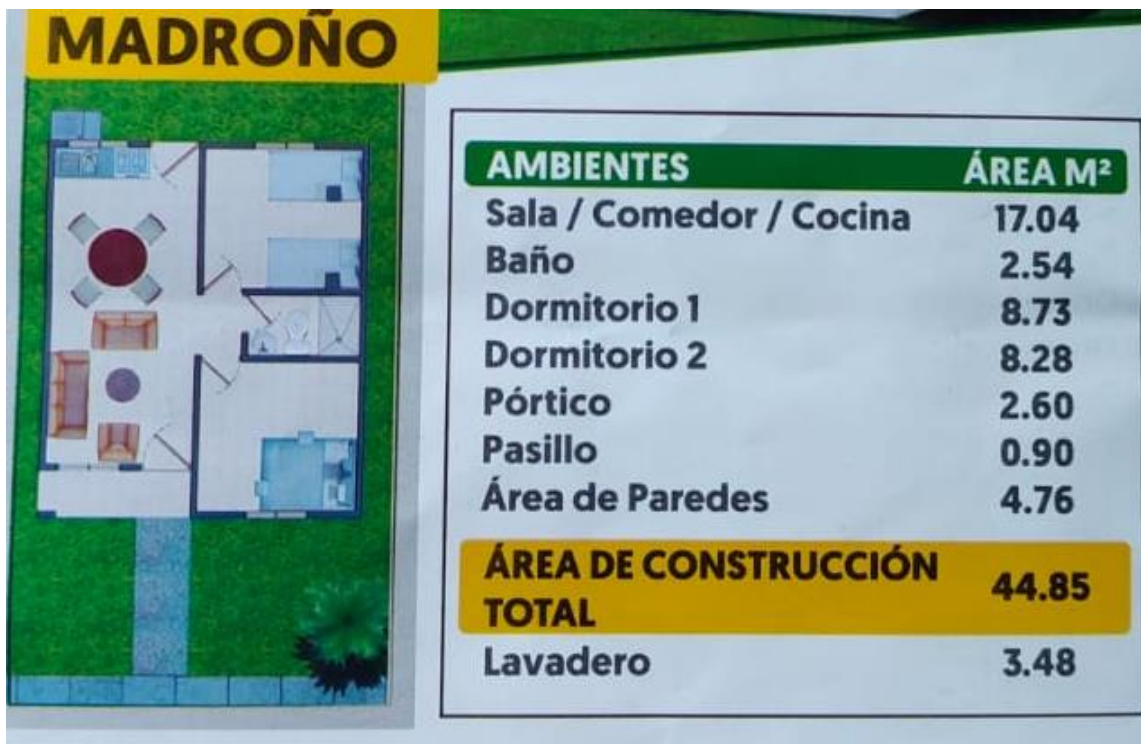 MADROÑO
AMBIENTES ÁREA M²
Sala / Comedor / Cocina 17.04
Baño 2.54
Dormitorio 1 8.73
Dormitorio 2 8.28
Pórtico 2.60
Pasillo 0.90
Área de Paredes 4.76
ÁREA DE CONSTRUCCIÓN
TOTAL 44.85
Lavadero 3.48